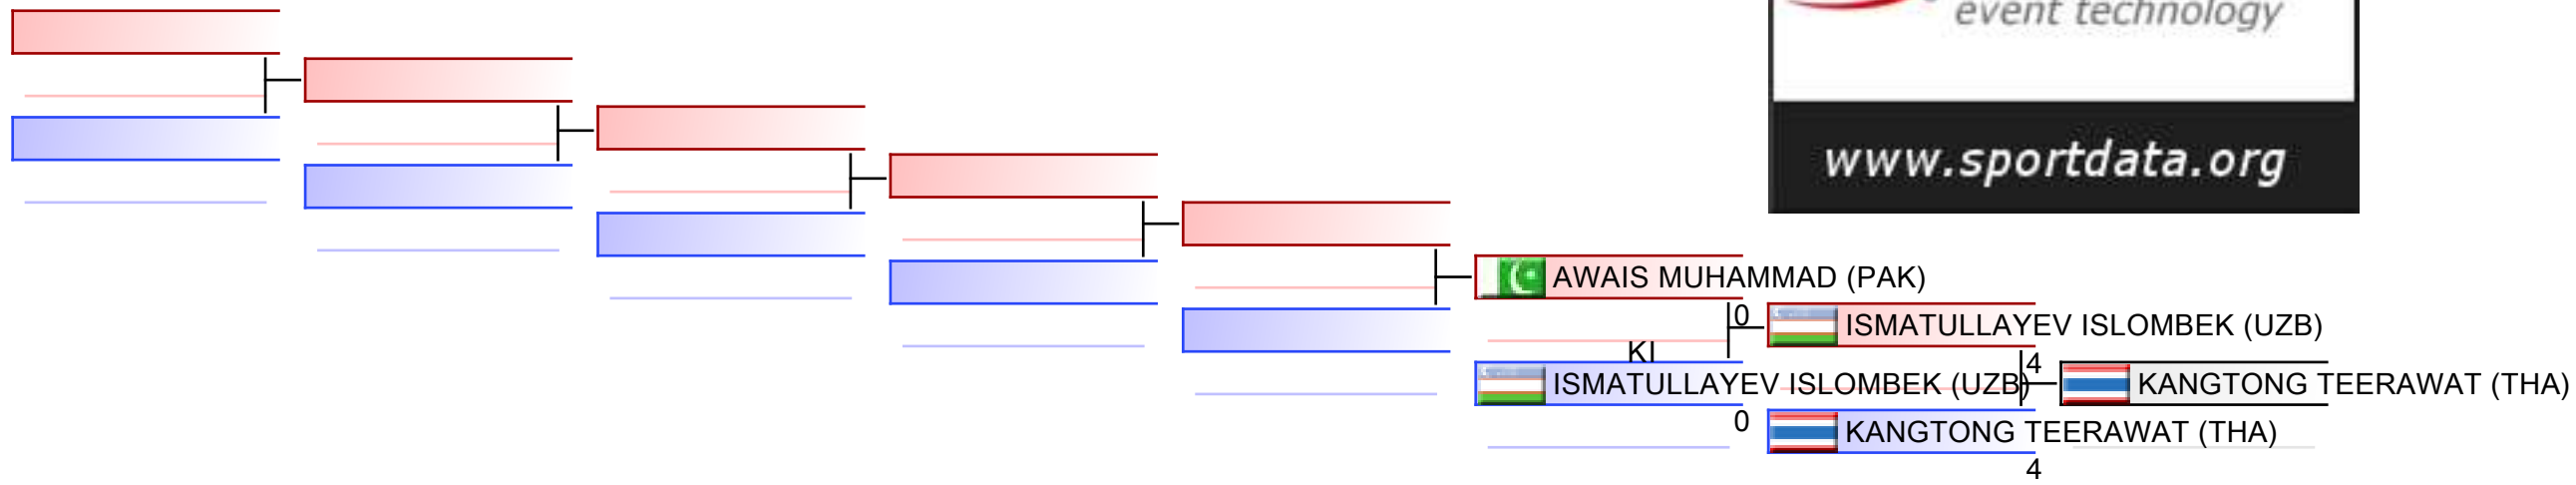 event technology
www.sportdata.org
AWAIS MUHAMMAD (PAK)
0
ISMATULLAYEV ISLOMBEK (UZB)
KI
4
ISMATULLAYEV ISLOMBEK (UZB)
KANGTONG TEERAWAT (THA)
0
KANGTONG TEERAWAT (THA)
4